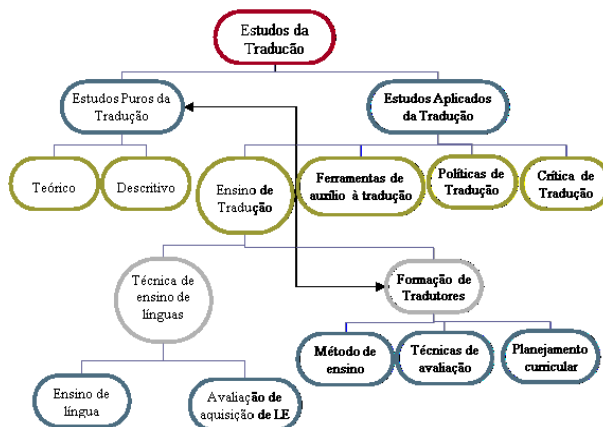 Estudos da
Traducão
Estudos Puros da
Tradução
Estudos Aplicados
da Tradução
Teórico
Descritivo
Ensino de
Tradução
Ferramentas de
auxílio à tradução
Políticas de
Tradução
Crítica de
Tradução
Técnica de
ensino de
línguas
Formação de
Tradutores
Ensino de
língua
Avaliação de
aquisição de LE
Método de
ensino
Técnicas de
avaliação
Planejamento
curricular